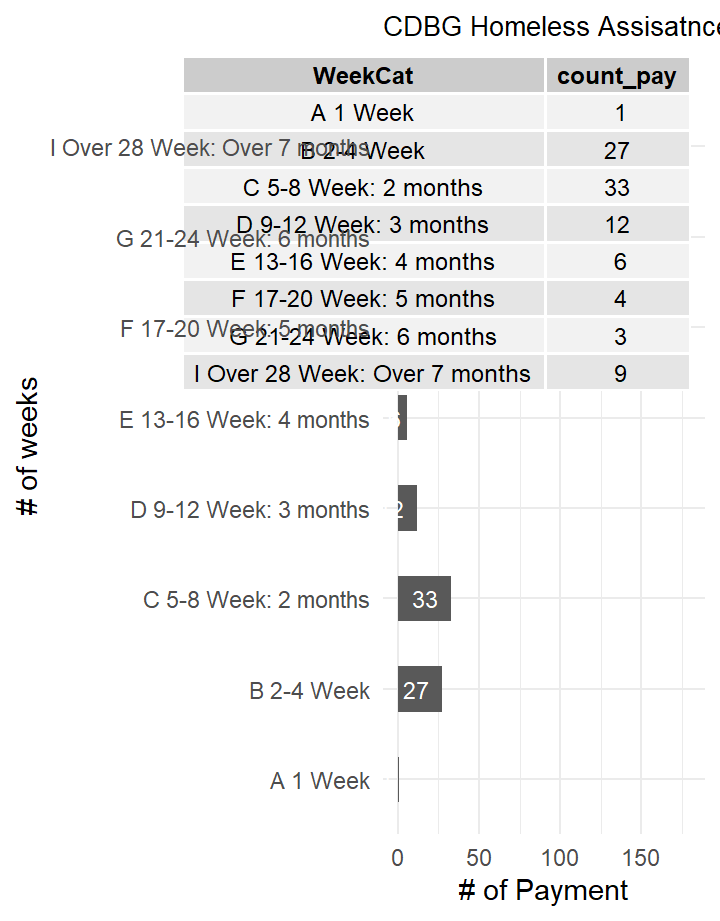 CDBG Homeless Assisatnce
WeekCat count_pay
A 1 Week 1
I Over 28 Week: Over 7 months
B 2-4 Week 27
C 5-8 Week: 2 months 33
D 9-12 Week: 3 months 12
G 21-24 Week: 6 months
E 13-16 Week: 4 months 6
F 17-20 Week: 5 months 4
F 17-20 Week: 5 months
G 21-24 Week: 6 months 3
I Over 28 Week: Over 7 months 9
# of weeks
E 13-16 Week: 4 months 6
D 9-12 Week: 3 months 2
C 5-8 Week: 2 months 33
B 2-4 Week 27
A 1 Week
0 50 100 150
# of Payment